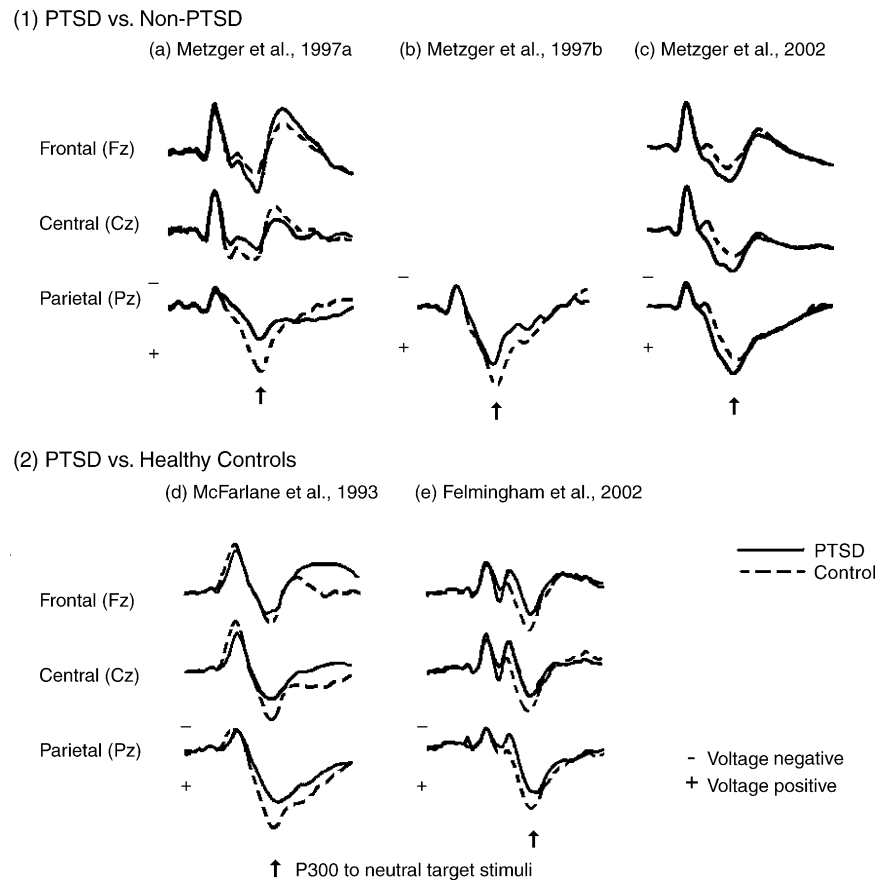 (1) PTSD vs. Non-PTSD
(a) Metzger et al., 1997a (b) Metzger et al., 1997b (c) Metzger et al., 2002
Frontal (Fz)
Central (Cz)
− − −
Parietal (Pz)
+ + +
(2) PTSD vs. Healthy Controls
(d) McFarlane et al., 1993 (e) Felmingham et al., 2002
PTSD
Control
Frontal (Fz)
Central (Cz)
− −
Parietal (Pz)
- Voltage negative
+ +
+ Voltage positive
P300 to neutral target stimuli